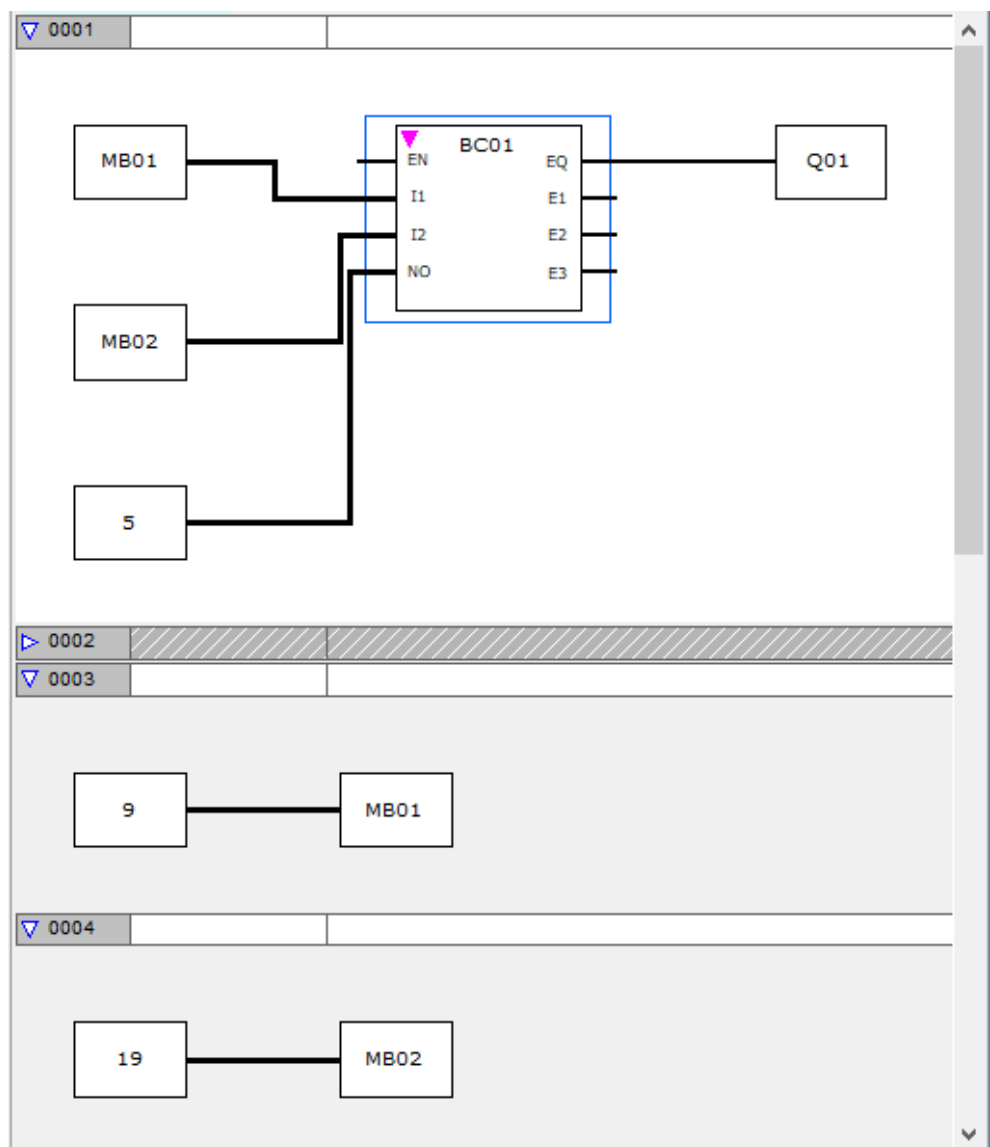 0001
MB01
BC01
EN EQ
Q01
I1 E1
I2 E2
NO E3
MB02
5
0002
0003
9 MB01
0004
19 MB02